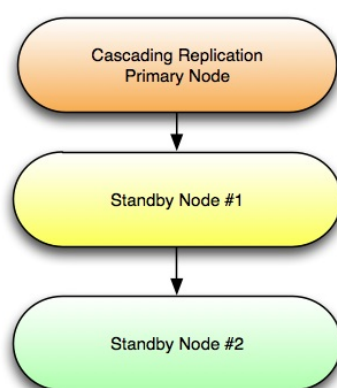 Cascading Replication
Primary Node
Standby Node #1
Standby Node #2